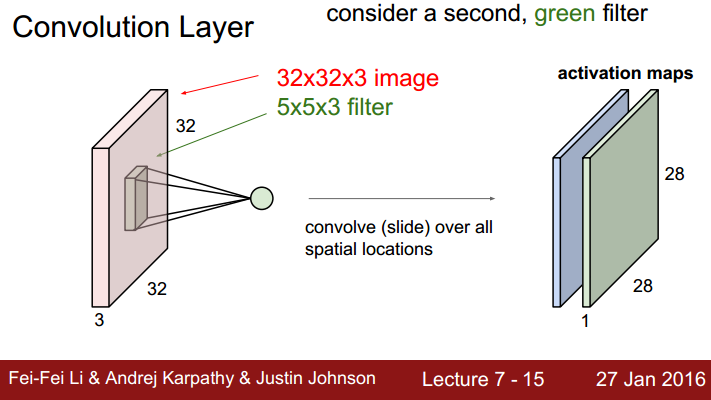 consider a second, green filter
Convolution Layer
32x32x3 image
5x5x3 filter
32
32
3
convolve (slide) over all
spatial locations
activation maps
28
28
1
Fei-Fei Li & Andrej Karpathy & Justin Johnson
Lecture 7 - 15
27 Jan 2016